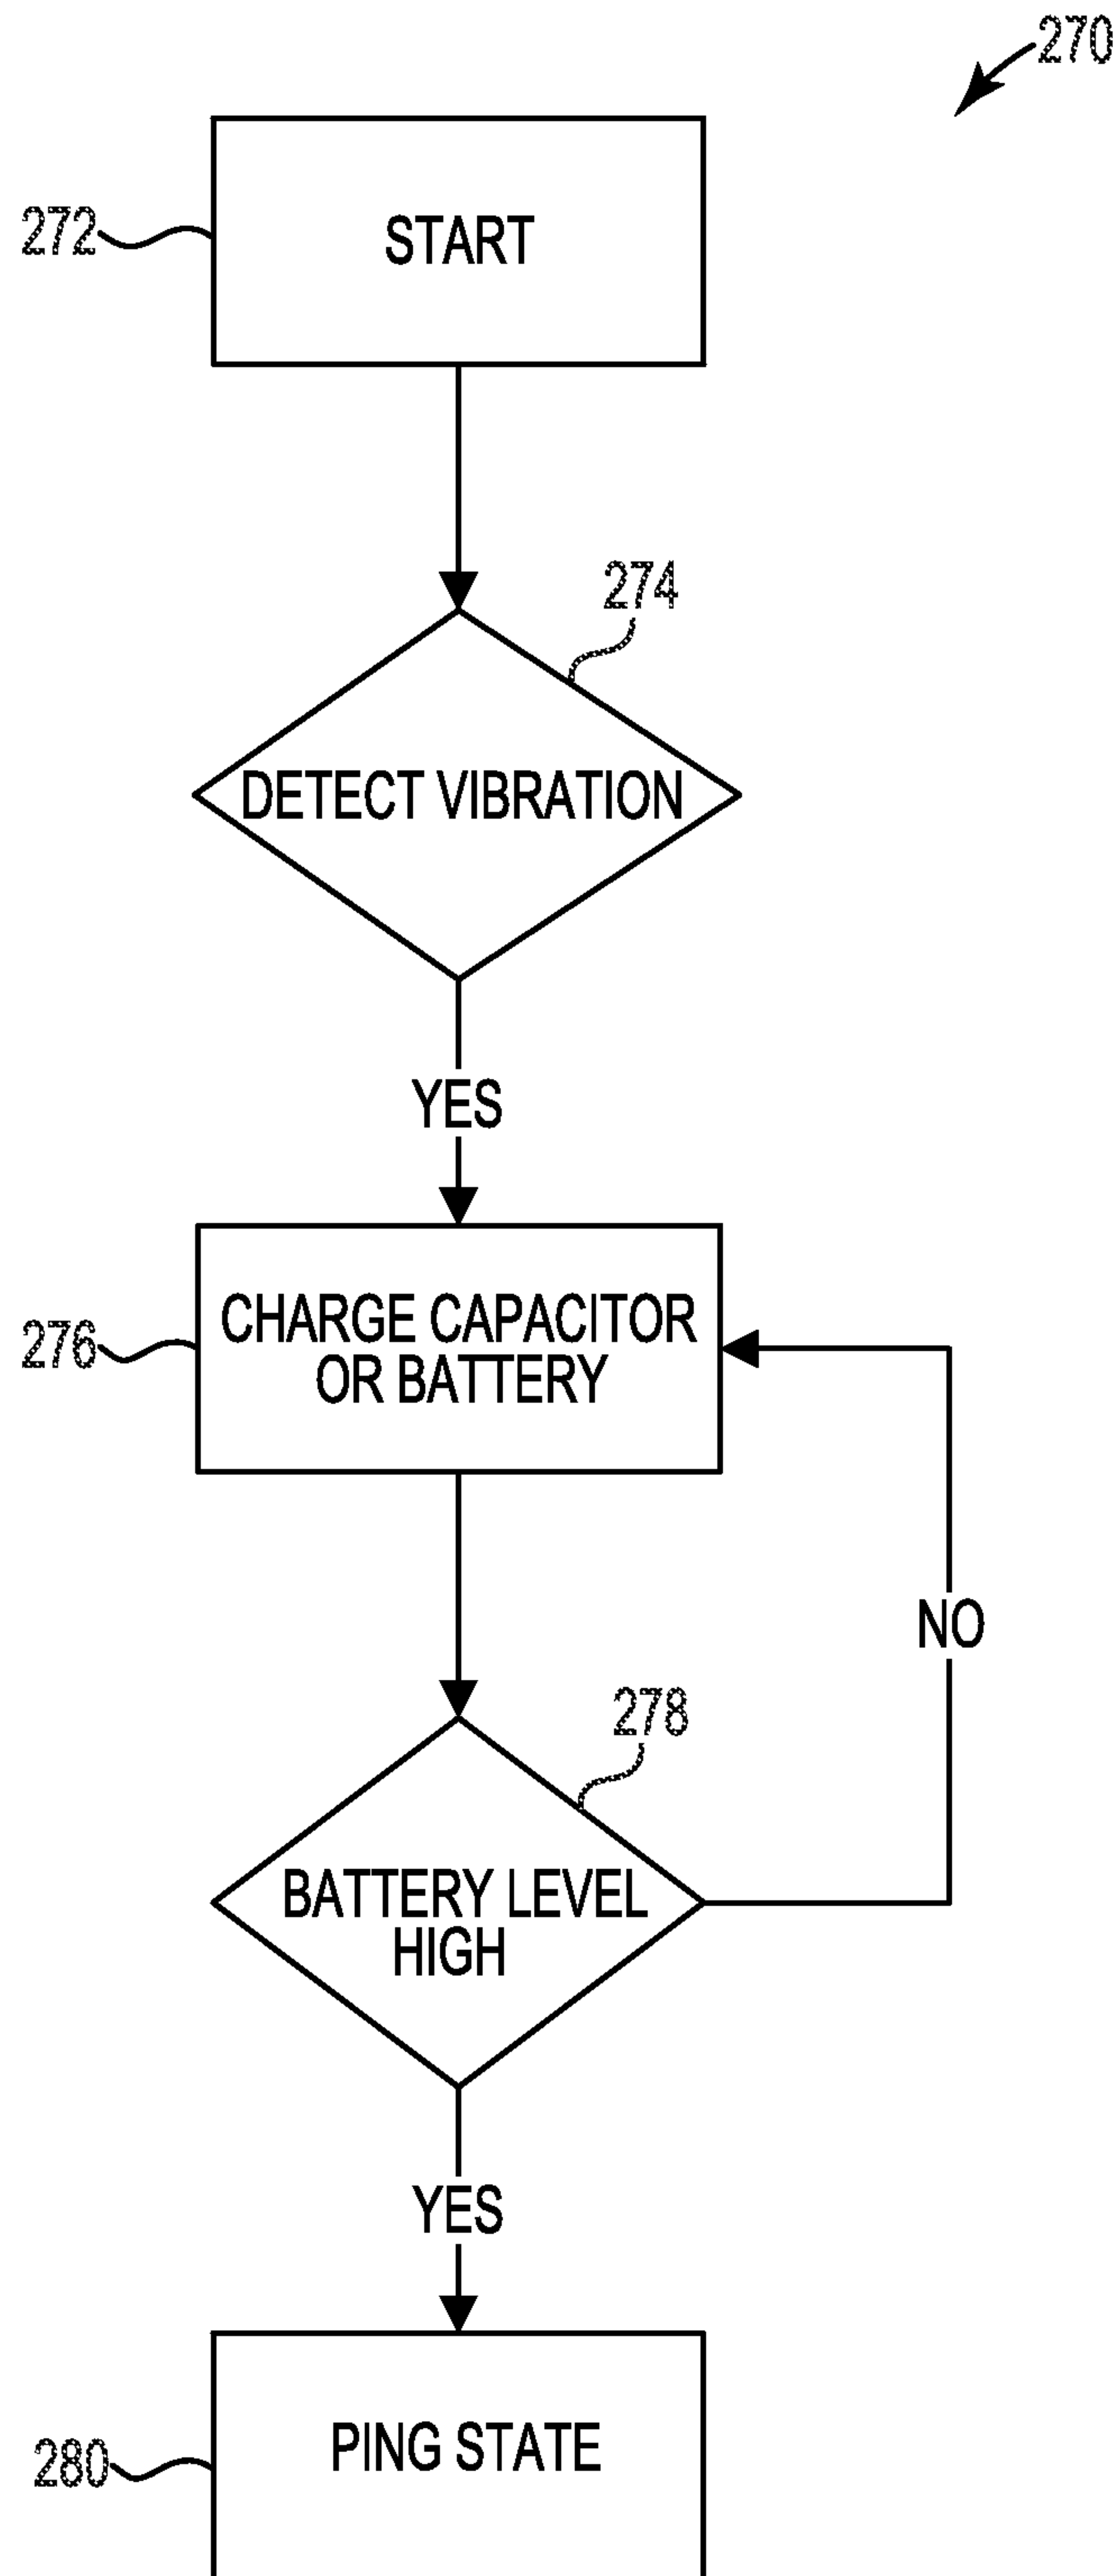 270
272
START
274
DETECT VIBRATION
YES
276
CHARGE CAPACITOR
OR BATTERY
NO
278
BATTERY LEVEL
HIGH
YES
280
PING STATE